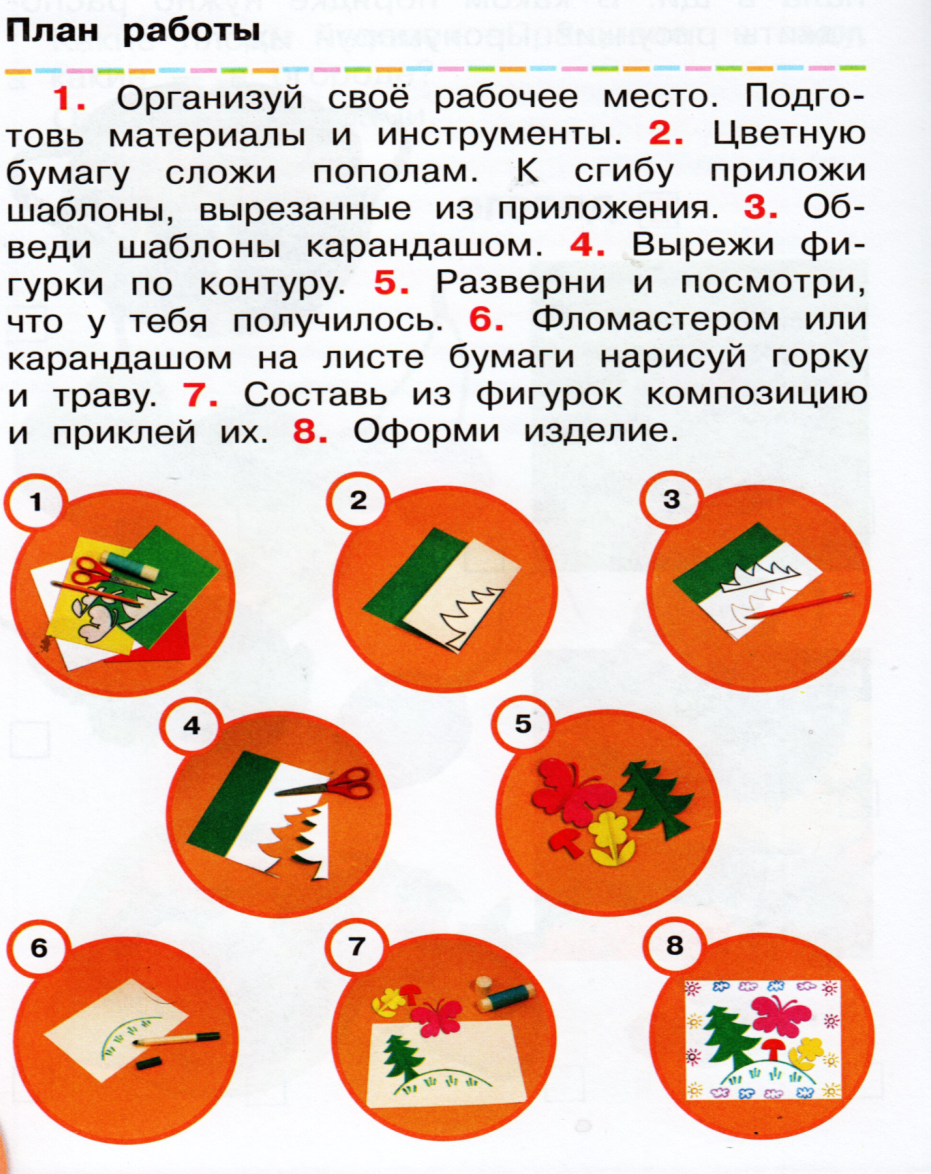 План работы
1. Организуй своё рабочее место. Подго-
товь материалы и инструменты. 2. Цветную
бумагу сложи пополам. К сгибу приложи
шаблоны, вырезанные из приложения. 3. Об-
веди шаблоны карандашом. 4. Вырежи фи-
гурки по контуру. 5. Разверни и посмотри,
что у тебя получилось. 6. Фломастером или
карандашом на листе бумаги нарисуй горку
и траву. 7. Составь из фигурок композицию
и приклей их. 8. Оформи изделие.
1
2
3
4
5
6
7
8